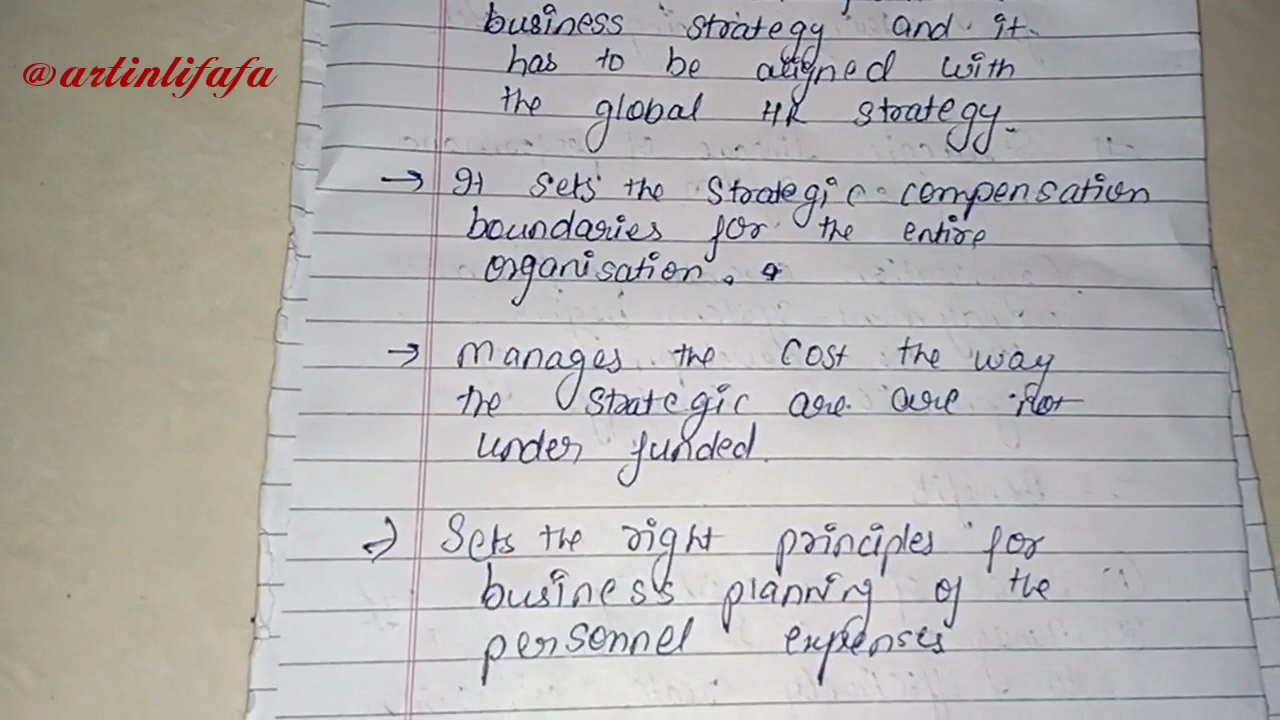 @artinlifafa
business strategy and it
has to be aligned with
the global HR strategy.
→ It sets the strategic compensation
boundaries for the entire
organisation.
→ Manages the cost the way
the strategic are are not
under funded.
→ Sets the right principles for
business planning of the
personnel expenses